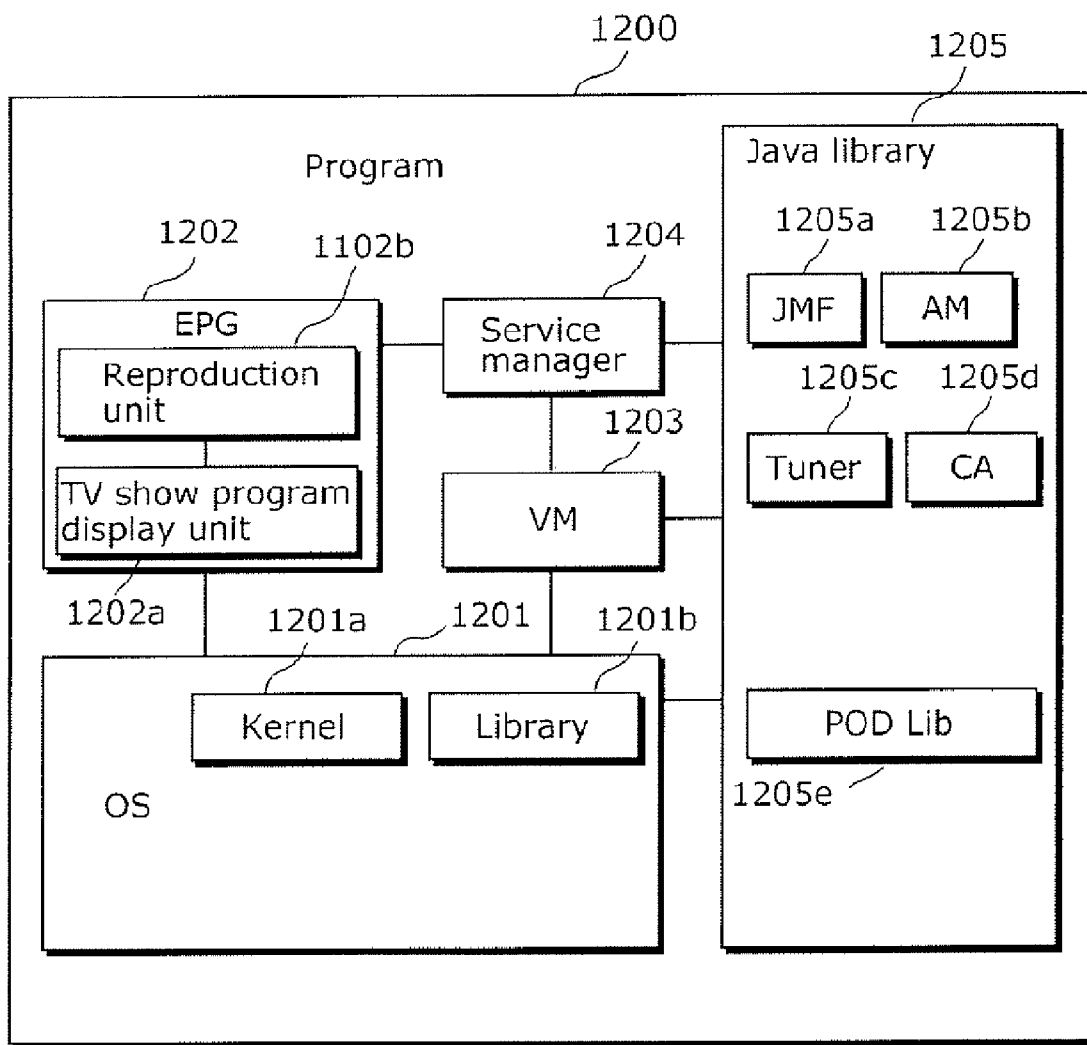 1200
1205
Program
Java library
1202
1102b
1204
1205a
1205b
EPG
Reproduction
unit
Service
manager
JMF
AM
1205c
1205d
1203
TV show program
display unit
VM
Tuner
CA
1202a
1201a
1201
1201b
Kernel
Library
POD Lib
1205e
OS